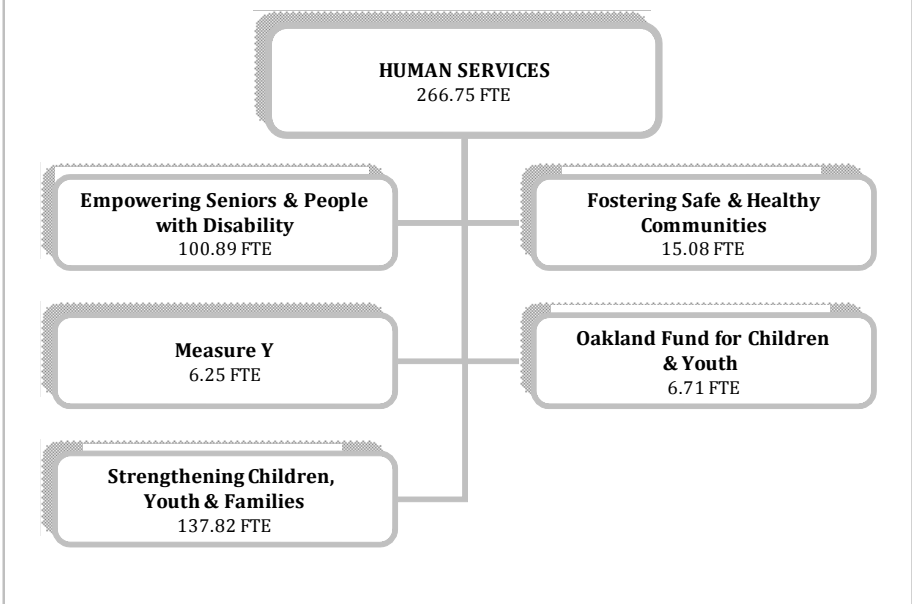 HUMAN SERVICES
266.75 FTE
Empowering Seniors & People
with Disability
100.89 FTE
Fostering Safe & Healthy
Communities
15.08 FTE
Measure Y
6.25 FTE
Oakland Fund for Children
& Youth
6.71 FTE
Strengthening Children,
Youth & Families
137.82 FTE